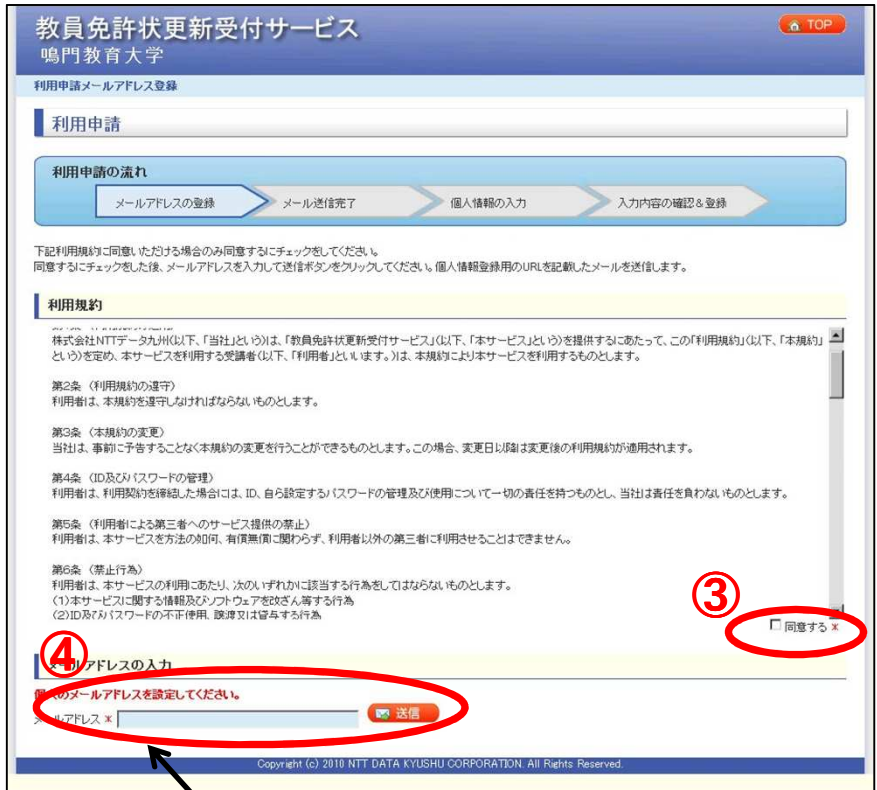 教員免許状更新受付サービス
TOP
鳴門教育大学
利用申請メールアドレス登録
利用申請
利用申請の流れ
メールアドレスの登録
メール送信完了
個人情報の入力
入力内容の確認&登録
下記利用規約に同意いただける場合のみ同意するにチェックをしてください。
同意するにチェックをした後、メールアドレスを入力して送信ボタンをクリックしてください。個人情報登録用のURLを記載したメールを送信します。
利用規約
株式会社NTTデータ九州(以下、「当社」という)は、「教員免許状更新受付サービス」(以下、「本サービス」という)を提供するにあたって、この「利用規約」(以下、「本規約」
という)を定め、本サービスを利用する受講者(以下、「利用者」といいます。)は、本規約により本サービスを利用するものとします。
第2条 (利用規約の遵守)
利用者は、本規約を遵守しなければならないものとします。
第3条 (本規約の変更)
当社は、事前に予告することなく本規約の変更を行うことができるものとします。この場合、変更日以降は変更後の利用規約が適用されます。
第4条 (ID及びパスワードの管理)
利用者は、利用契約を締結した場合には、ID、自ら設定するパスワードの管理及び使用について一切の責任を持つものとし、当社は責任を負わないものとします。
第5条 (利用者による第三者へのサービス提供の禁止)
利用者は、本サービスを方法の如何、有償無償に関わらず、利用者以外の第三者に利用させることはできません。
第6条 (禁止行為)
利用者は、本サービスの利用にあたり、次のいずれかに該当する行為をしてはならないものとします。
(1)本サービスに関する情報及びソフトウェアを改ざん等する行為
(2)ID及びパスワードの不正使用、譲渡又は貸与する行為
③
同意する *
④
メールアドレスの入力
個人のメールアドレスを設定してください。
メールアドレス *
送信
Copyright (c) 2010 NTT DATA KYUSHU CORPORATION. All Rights Reserved.